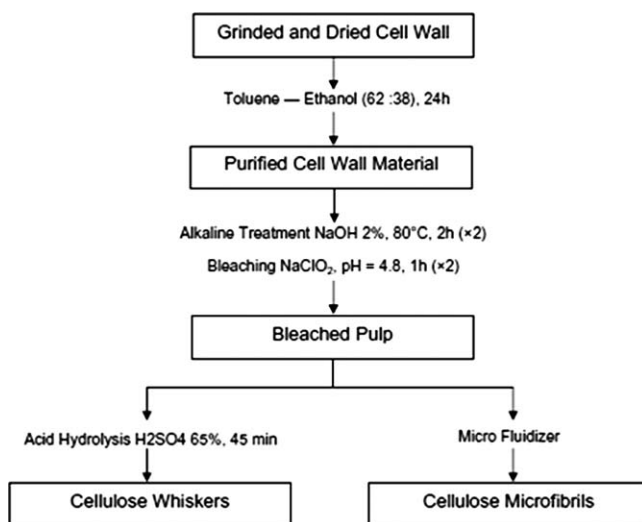 Grinded and Dried Cell Wall
Toluene — Ethanol (62 :38), 24h
Purified Cell Wall Material
Alkaline Treatment NaOH 2%, 80°C, 2h (×2)
Bleaching NaClO₂, pH = 4.8, 1h (×2)
Bleached Pulp
Acid Hydrolysis H2SO4 65%, 45 min
Micro Fluidizer
Cellulose Whiskers
Cellulose Microfibrils